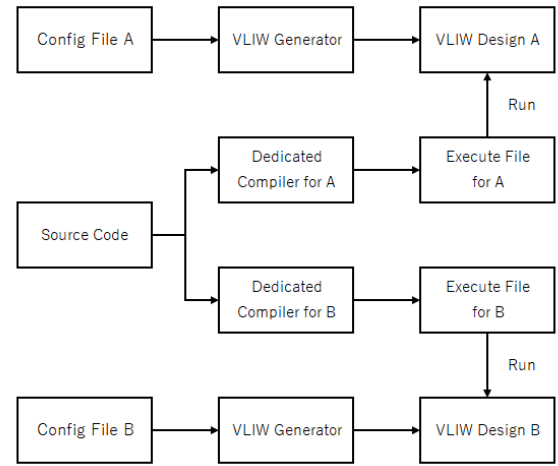 Config File A
VLIW Generator
VLIW Design A
Run
Dedicated
Compiler for A
Execute File
for A
Source Code
Dedicated
Compiler for B
Execute File
for B
Run
Config File B
VLIW Generator
VLIW Design B